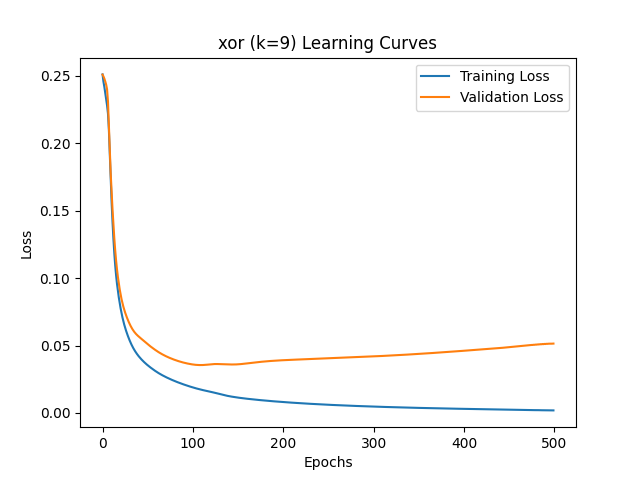 xor (k=9) Learning Curves
Training Loss
Validation Loss
0.25
0.20
0.15
0.10
0.05
0.00
Loss
0 100 200 300 400 500
Epochs